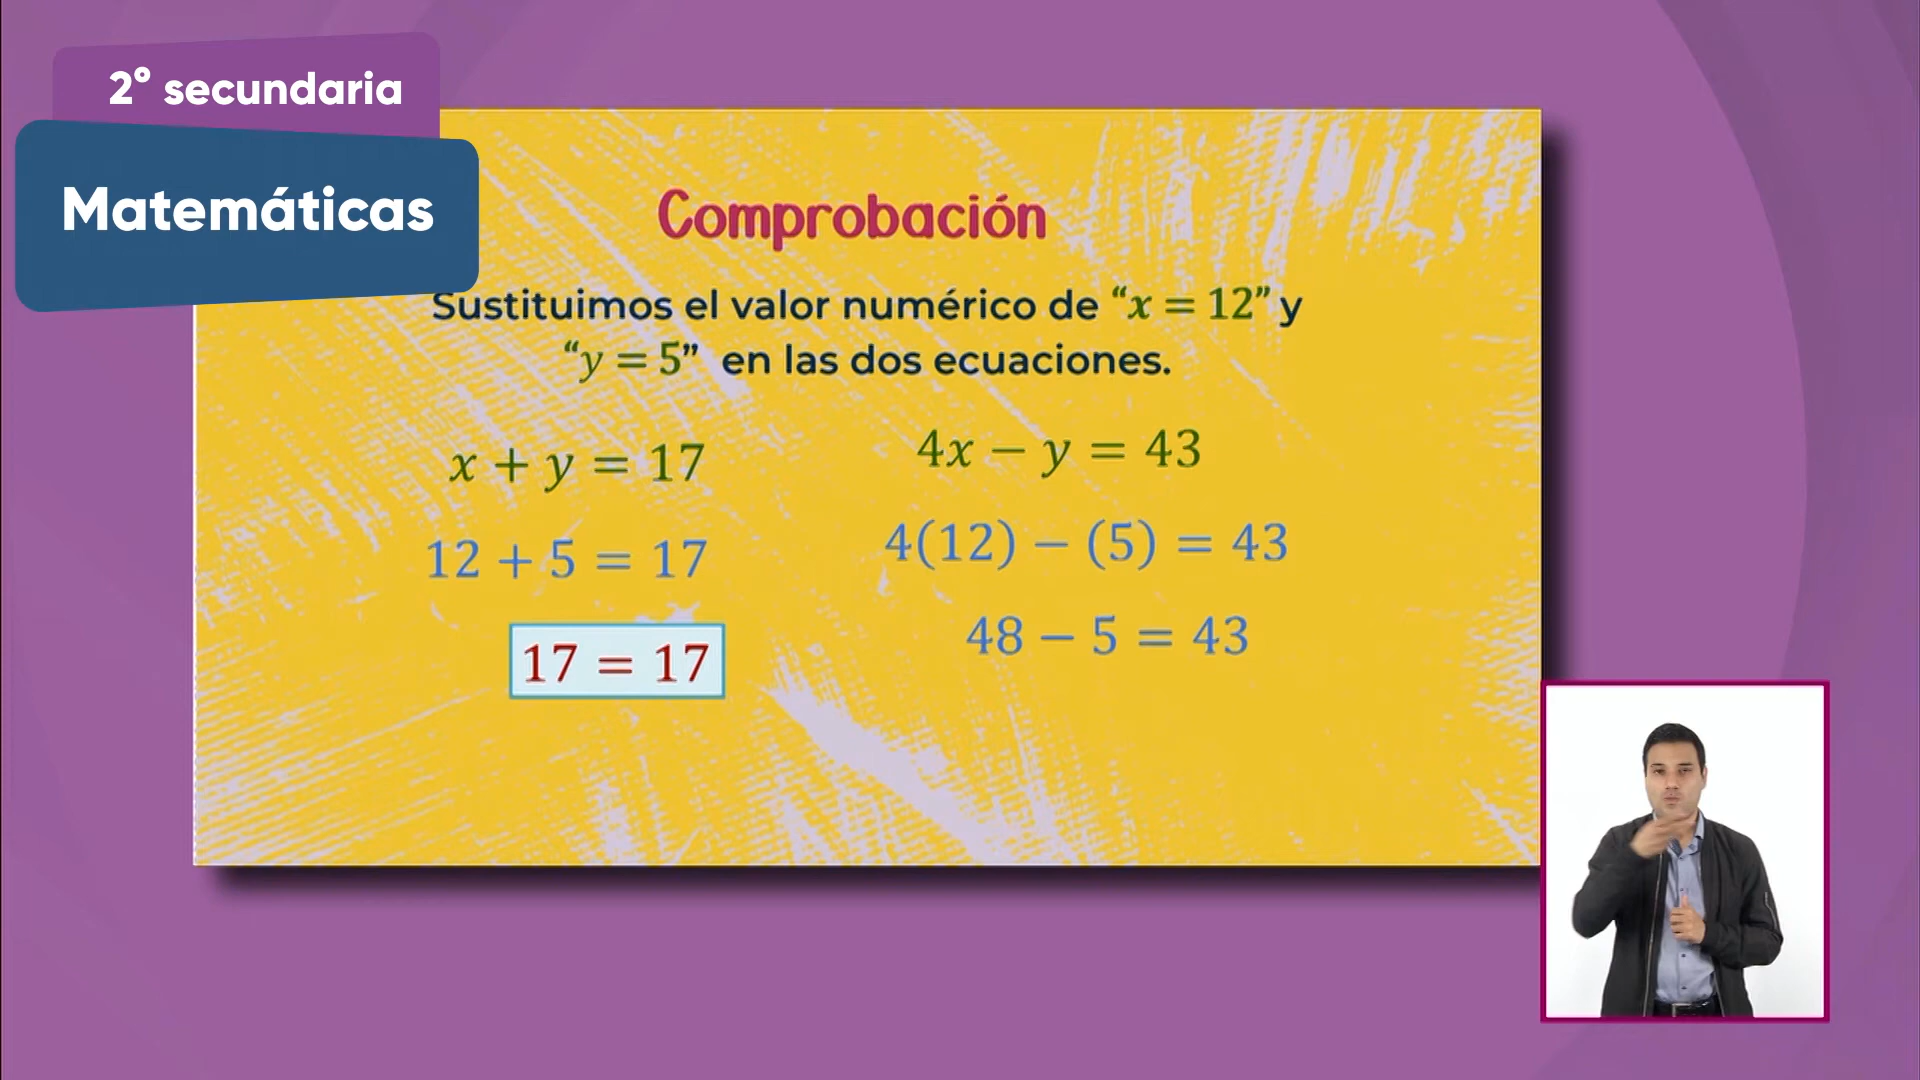 2° secundaria
Matemáticas
Comprobación
Sustituimos el valor numérico de “x = 12” y
“y = 5” en las dos ecuaciones.
x + y = 17
12 + 5 = 17
17 = 17
4x − y = 43
4(12) − (5) = 43
48 − 5 = 43